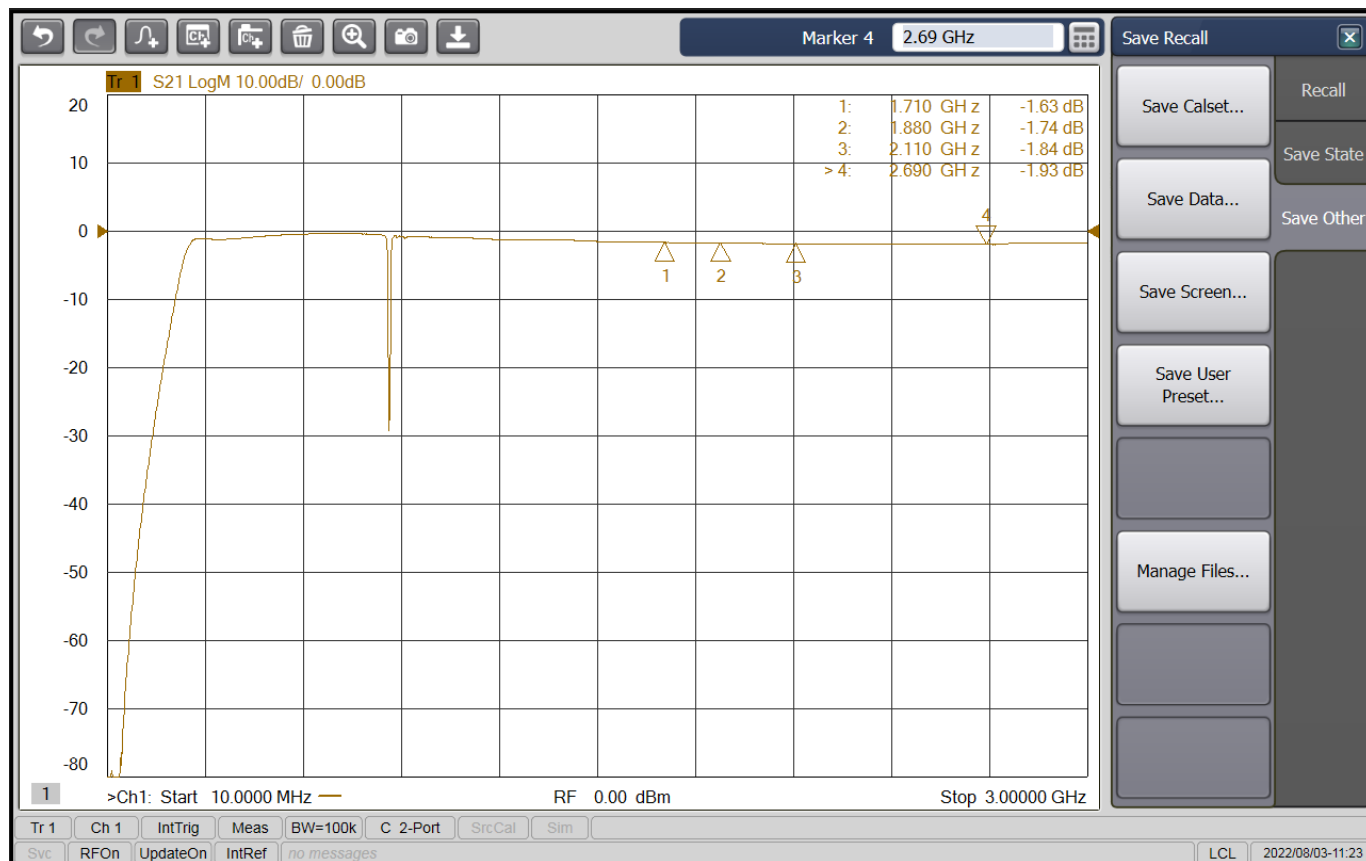 Marker 4 2.69 GHz
Save Recall
Tr 1 S21 LogM 10.00dB/ 0.00dB
1: 1.710 GHz -1.63 dB
2: 1.880 GHz -1.74 dB
3: 2.110 GHz -1.84 dB
> 4: 2.690 GHz -1.93 dB
20
10
0
-10
-20
-30
-40
-50
-60
-70
-80
1
2
3
4
1
>Ch1: Start 10.0000 MHz
RF 0.00 dBm
Stop 3.00000 GHz
Save Calset...
Save Data...
Save Screen...
Save User
Preset...
Manage Files...
Recall
Save State
Save Other
Tr 1 Ch 1 IntTrig Meas BW=100k C 2-Port SrcCal Sim
Svc RFOn UpdateOn IntRef no messages LCL 2022/08/03-11:23